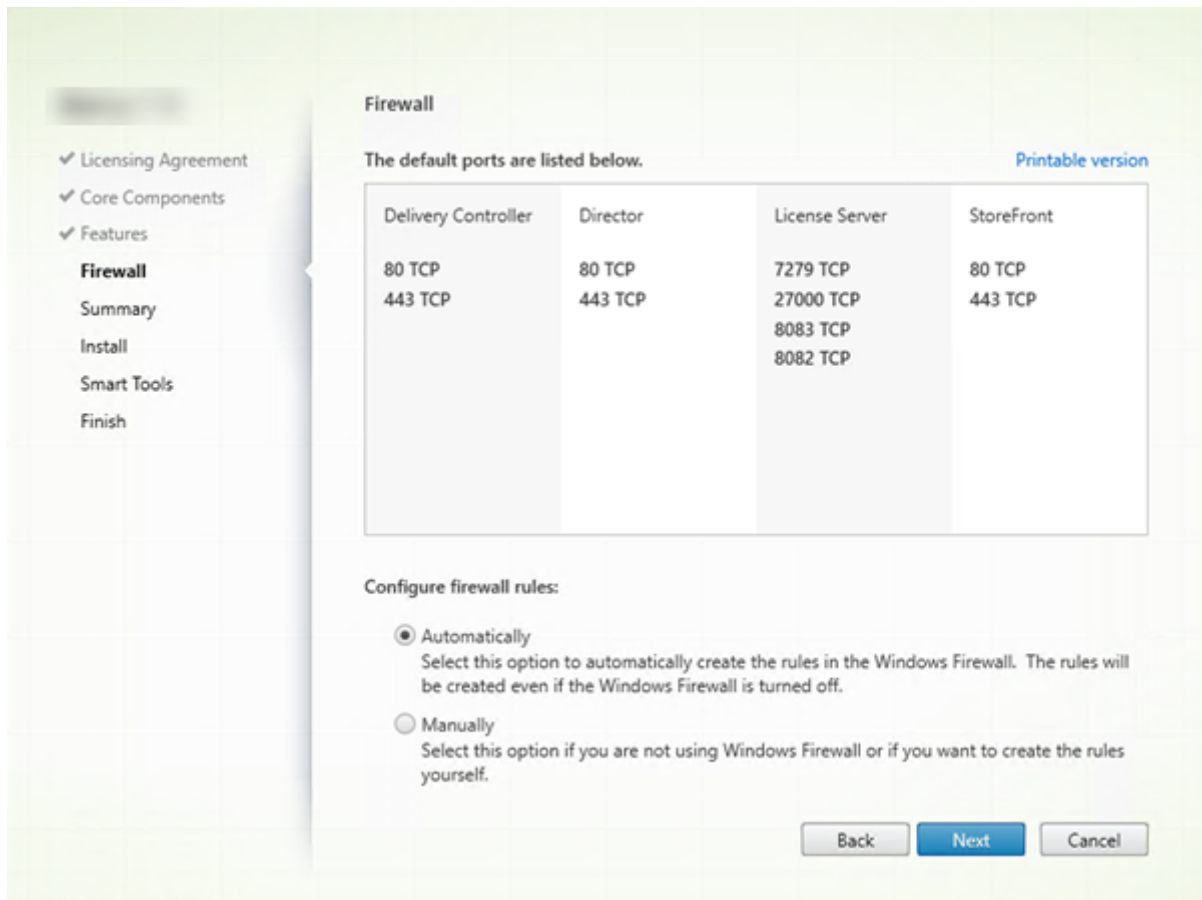 Licensing Agreement
Core Components
Features
Firewall
Summary
Install
Smart Tools
Finish
Firewall
The default ports are listed below.
Printable version
Delivery Controller
80 TCP
443 TCP
Director
80 TCP
443 TCP
License Server
7279 TCP
27000 TCP
8083 TCP
8082 TCP
StoreFront
80 TCP
443 TCP
Configure firewall rules:
Automatically
Select this option to automatically create the rules in the Windows Firewall. The rules will
be created even if the Windows Firewall is turned off.
Manually
Select this option if you are not using Windows Firewall or if you want to create the rules
yourself.
Back
Next
Cancel